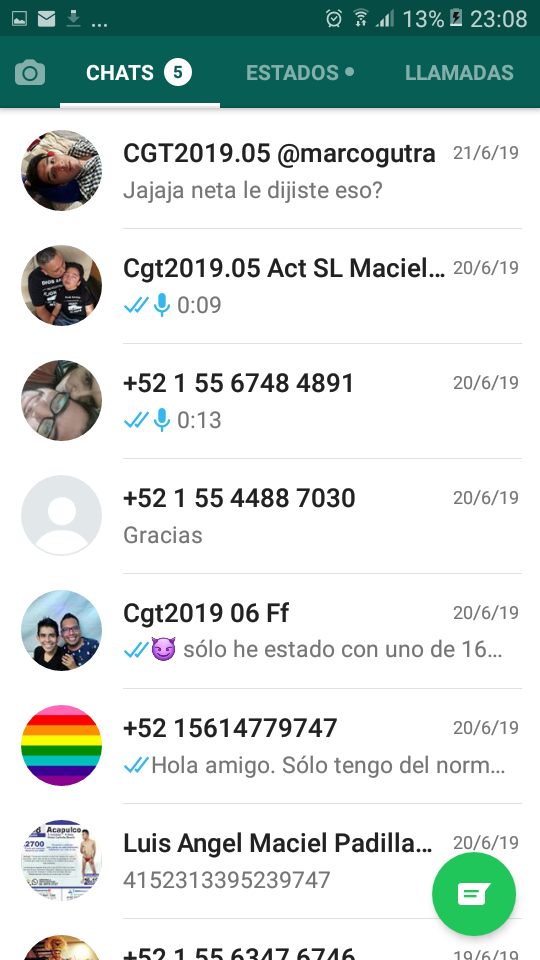 ... 13% 23:08
CHATS 5 ESTADOS LLAMADAS
CGT2019.05 @marcogutra 21/6/19
Jajaja neta le dijiste eso?
Cgt2019.05 Act SL Maciel... 20/6/19
0:09
+52 1 55 6748 4891 20/6/19
0:13
+52 1 55 4488 7030 20/6/19
Gracias
Cgt2019 06 Ff 20/6/19
😈 sólo he estado con uno de 16...
+52 15614779747 20/6/19
Hola amigo. Sólo tengo del norm...
Acapulco
2700
Luis Angel Maciel Padilla... 20/6/19
4152313395239747
+52 1 55 6347 6746 19/6/19